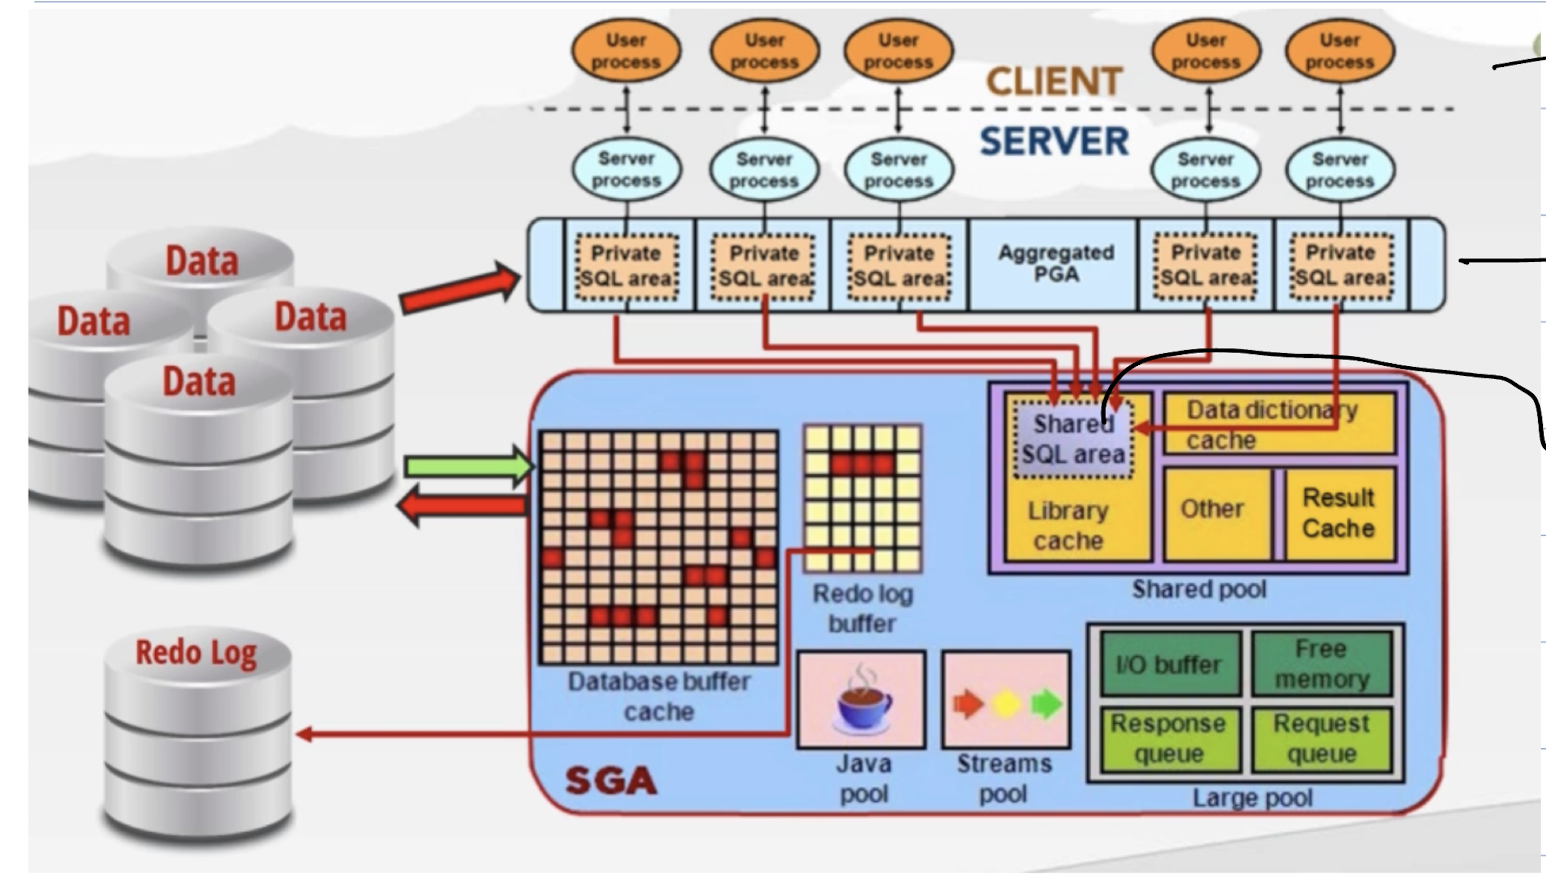 User
process
User
process
User
process
User
process
User
process
CLIENT
SERVER
Server
process
Server
process
Server
process
Server
process
Server
process
Private
SQL area
Private
SQL area
Private
SQL area
Aggregated
PGA
Private
SQL area
Private
SQL area
Data
Data
Data
Data
Redo Log
Database buffer
cache
Redo log
buffer
Shared
SQL area
Library
cache
Data dictionary
cache
Other
Result
Cache
Shared pool
Java
pool
Streams
pool
I/O buffer
Free
memory
Response
queue
Request
queue
Large pool
SGA